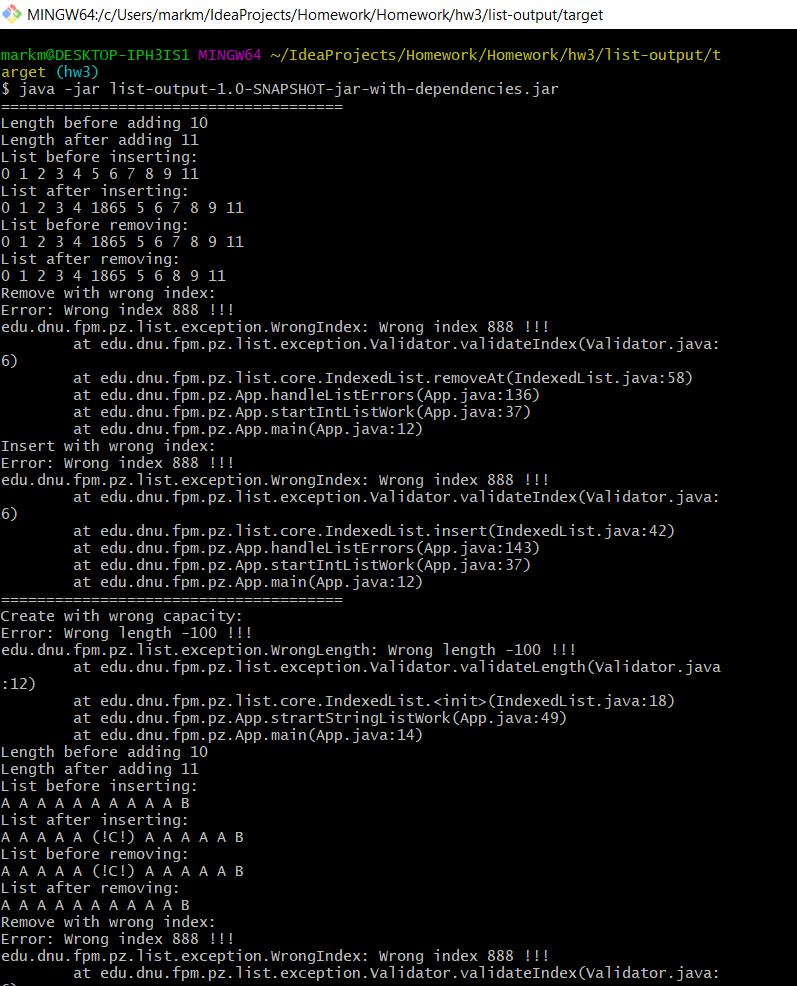 MINGW64:/c/Users/markm/IdeaProjects/Homework/Homework/hw3/list-output/target
markm@DESKTOP-IPH3IS1 MINGW64 ~/IdeaProjects/Homework/Homework/hw3/list-output/t
arget (hw3)
$ java -jar list-output-1.0-SNAPSHOT-jar-with-dependencies.jar
======================================
Length before adding 10
Length after adding 11
List before inserting:
0 1 2 3 4 5 6 7 8 9 11
List after inserting:
0 1 2 3 4 1865 5 6 7 8 9 11
List before removing:
0 1 2 3 4 1865 5 6 7 8 9 11
List after removing:
0 1 2 3 4 1865 5 6 8 9 11
Remove with wrong index:
Error: Wrong index 888 !!!
edu.dnu.fpm.pz.list.exception.WrongIndex: Wrong index 888 !!!
        at edu.dnu.fpm.pz.list.exception.Validator.validateIndex(Validator.java:
6)
        at edu.dnu.fpm.pz.list.core.IndexedList.removeAt(IndexedList.java:58)
        at edu.dnu.fpm.pz.App.handleListErrors(App.java:136)
        at edu.dnu.fpm.pz.App.startIntListWork(App.java:37)
        at edu.dnu.fpm.pz.App.main(App.java:12)
Insert with wrong index:
Error: Wrong index 888 !!!
edu.dnu.fpm.pz.list.exception.WrongIndex: Wrong index 888 !!!
        at edu.dnu.fpm.pz.list.exception.Validator.validateIndex(Validator.java:
6)
        at edu.dnu.fpm.pz.list.core.IndexedList.insert(IndexedList.java:42)
        at edu.dnu.fpm.pz.App.handleListErrors(App.java:143)
        at edu.dnu.fpm.pz.App.startIntListWork(App.java:37)
        at edu.dnu.fpm.pz.App.main(App.java:12)
======================================
Create with wrong capacity:
Error: Wrong length -100 !!!
edu.dnu.fpm.pz.list.exception.WrongLength: Wrong length -100 !!!
        at edu.dnu.fpm.pz.list.exception.Validator.validateLength(Validator.java
:12)
        at edu.dnu.fpm.pz.list.core.IndexedList.<init>(IndexedList.java:18)
        at edu.dnu.fpm.pz.App.strartStringListWork(App.java:49)
        at edu.dnu.fpm.pz.App.main(App.java:14)
Length before adding 10
Length after adding 11
List before inserting:
A A A A A A A A A A B
List after inserting:
A A A A A (!C!) A A A A A B
List before removing:
A A A A A (!C!) A A A A A B
List after removing:
A A A A A A A A A A B
Remove with wrong index:
Error: Wrong index 888 !!!
edu.dnu.fpm.pz.list.exception.WrongIndex: Wrong index 888 !!!
        at edu.dnu.fpm.pz.list.exception.Validator.validateIndex(Validator.java: